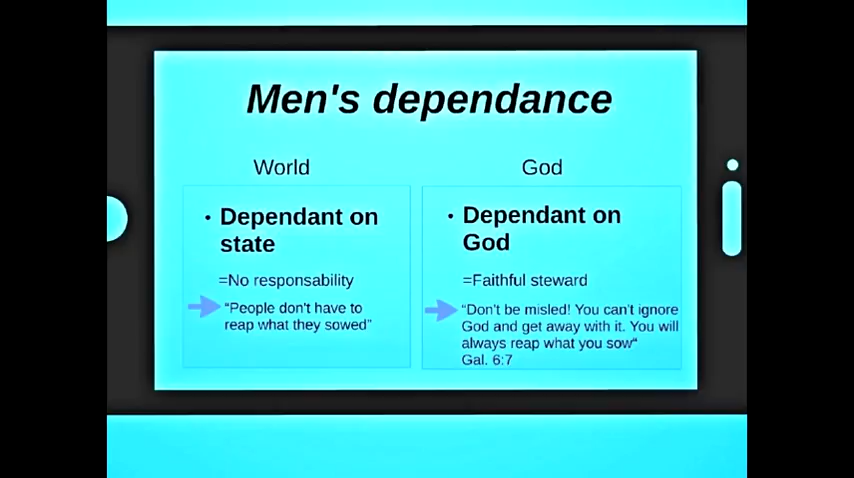 Men's dependance
World
• Dependant on
state
=No responsability
“People don't have to
reap what they sowed”
God
• Dependant on
God
=Faithful steward
“Don't be misled! You can't ignore
God and get away with it. You will
always reap what you sow“
Gal. 6:7